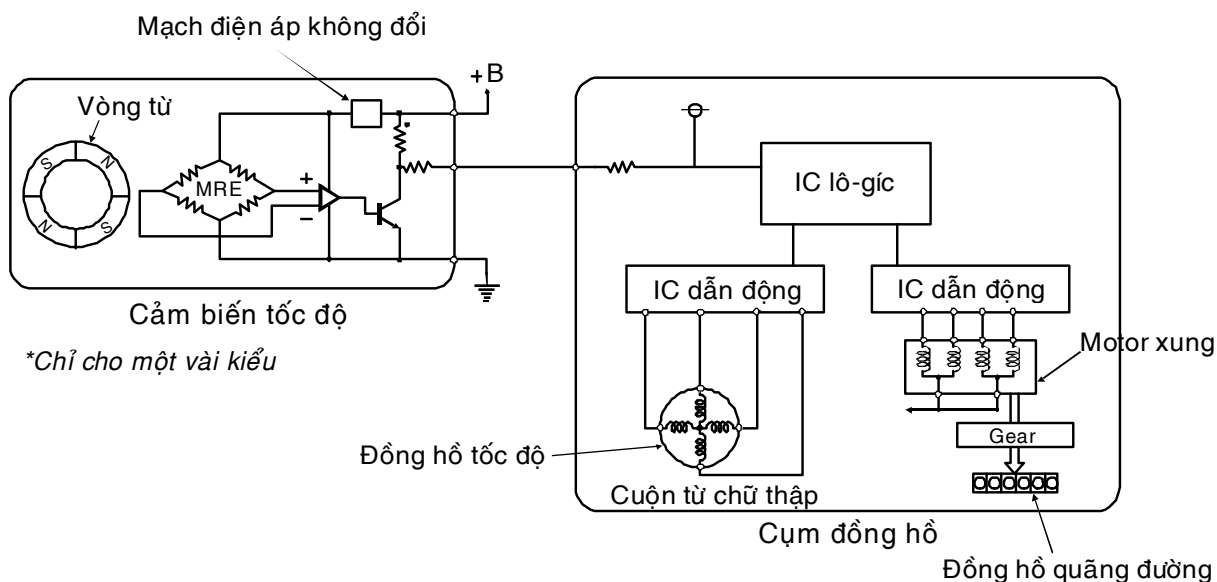 Mạch điện áp không đổi
+B
Vòng từ
S
N
N
S
MRE
+
−
*
Cảm biến tốc độ
*Chỉ cho một vài kiểu
IC lô-gíc
IC dẫn động
IC dẫn động
Motor xung
Gear
Đồng hồ tốc độ
Cuộn từ chữ thập
Cụm đồng hồ
Đồng hồ quãng đường